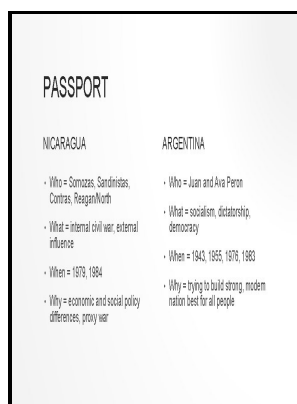 PASSPORT
NICARAGUA
• Who = Somozas, Sandinistas,
Contras, Reagan/North
• What = internal civil war, external
influence
• When = 1979, 1984
• Why = economic and social policy
differences, proxy war
ARGENTINA
• Who = Juan and Ava Peron
• What = socialism, dictatorship,
democracy
• When = 1943, 1955, 1976, 1983
• Why = trying to build strong, modern
nation best for all people